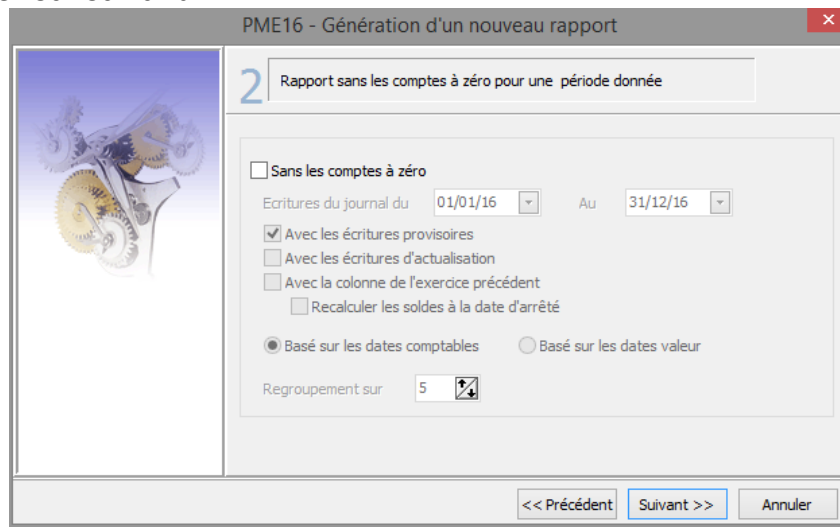 PME16 - Génération d'un nouveau rapport
2 Rapport sans les comptes à zéro pour une période donnée
Sans les comptes à zéro
Ecritures du journal du 01/01/16 Au 31/12/16
Avec les écritures provisoires
Avec les écritures d'actualisation
Avec la colonne de l'exercice précédent
Recalculer les soldes à la date d'arrêté
Basé sur les dates comptables Basé sur les dates valeur
Regroupement sur 5
<< Précédent Suivant >> Annuler